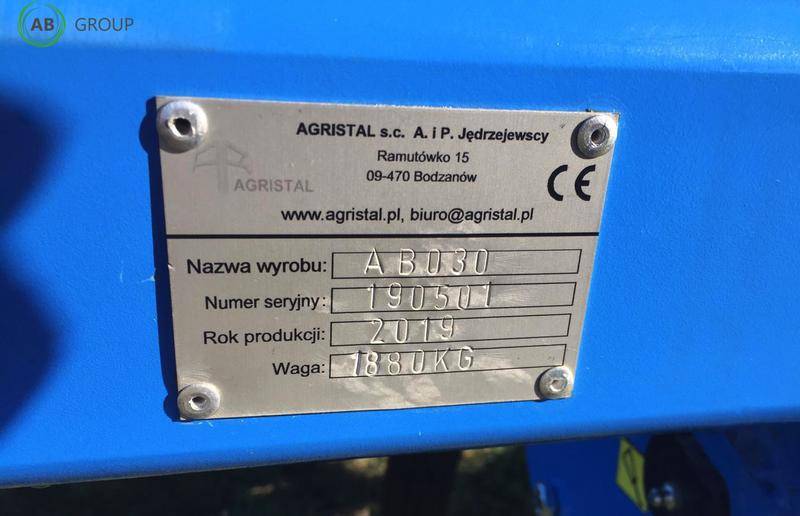 AB GROUP
AGRISTAL s.c. A. i P. Jędrzejewscy
Ramutówko 15
09-470 Bodzanów
AGRISTAL
CE
www.agristal.pl, biuro@agristal.pl
Nazwa wyrobu: AB030
Numer seryjny: 190501
Rok produkcji: 2019
Waga: 1880KG